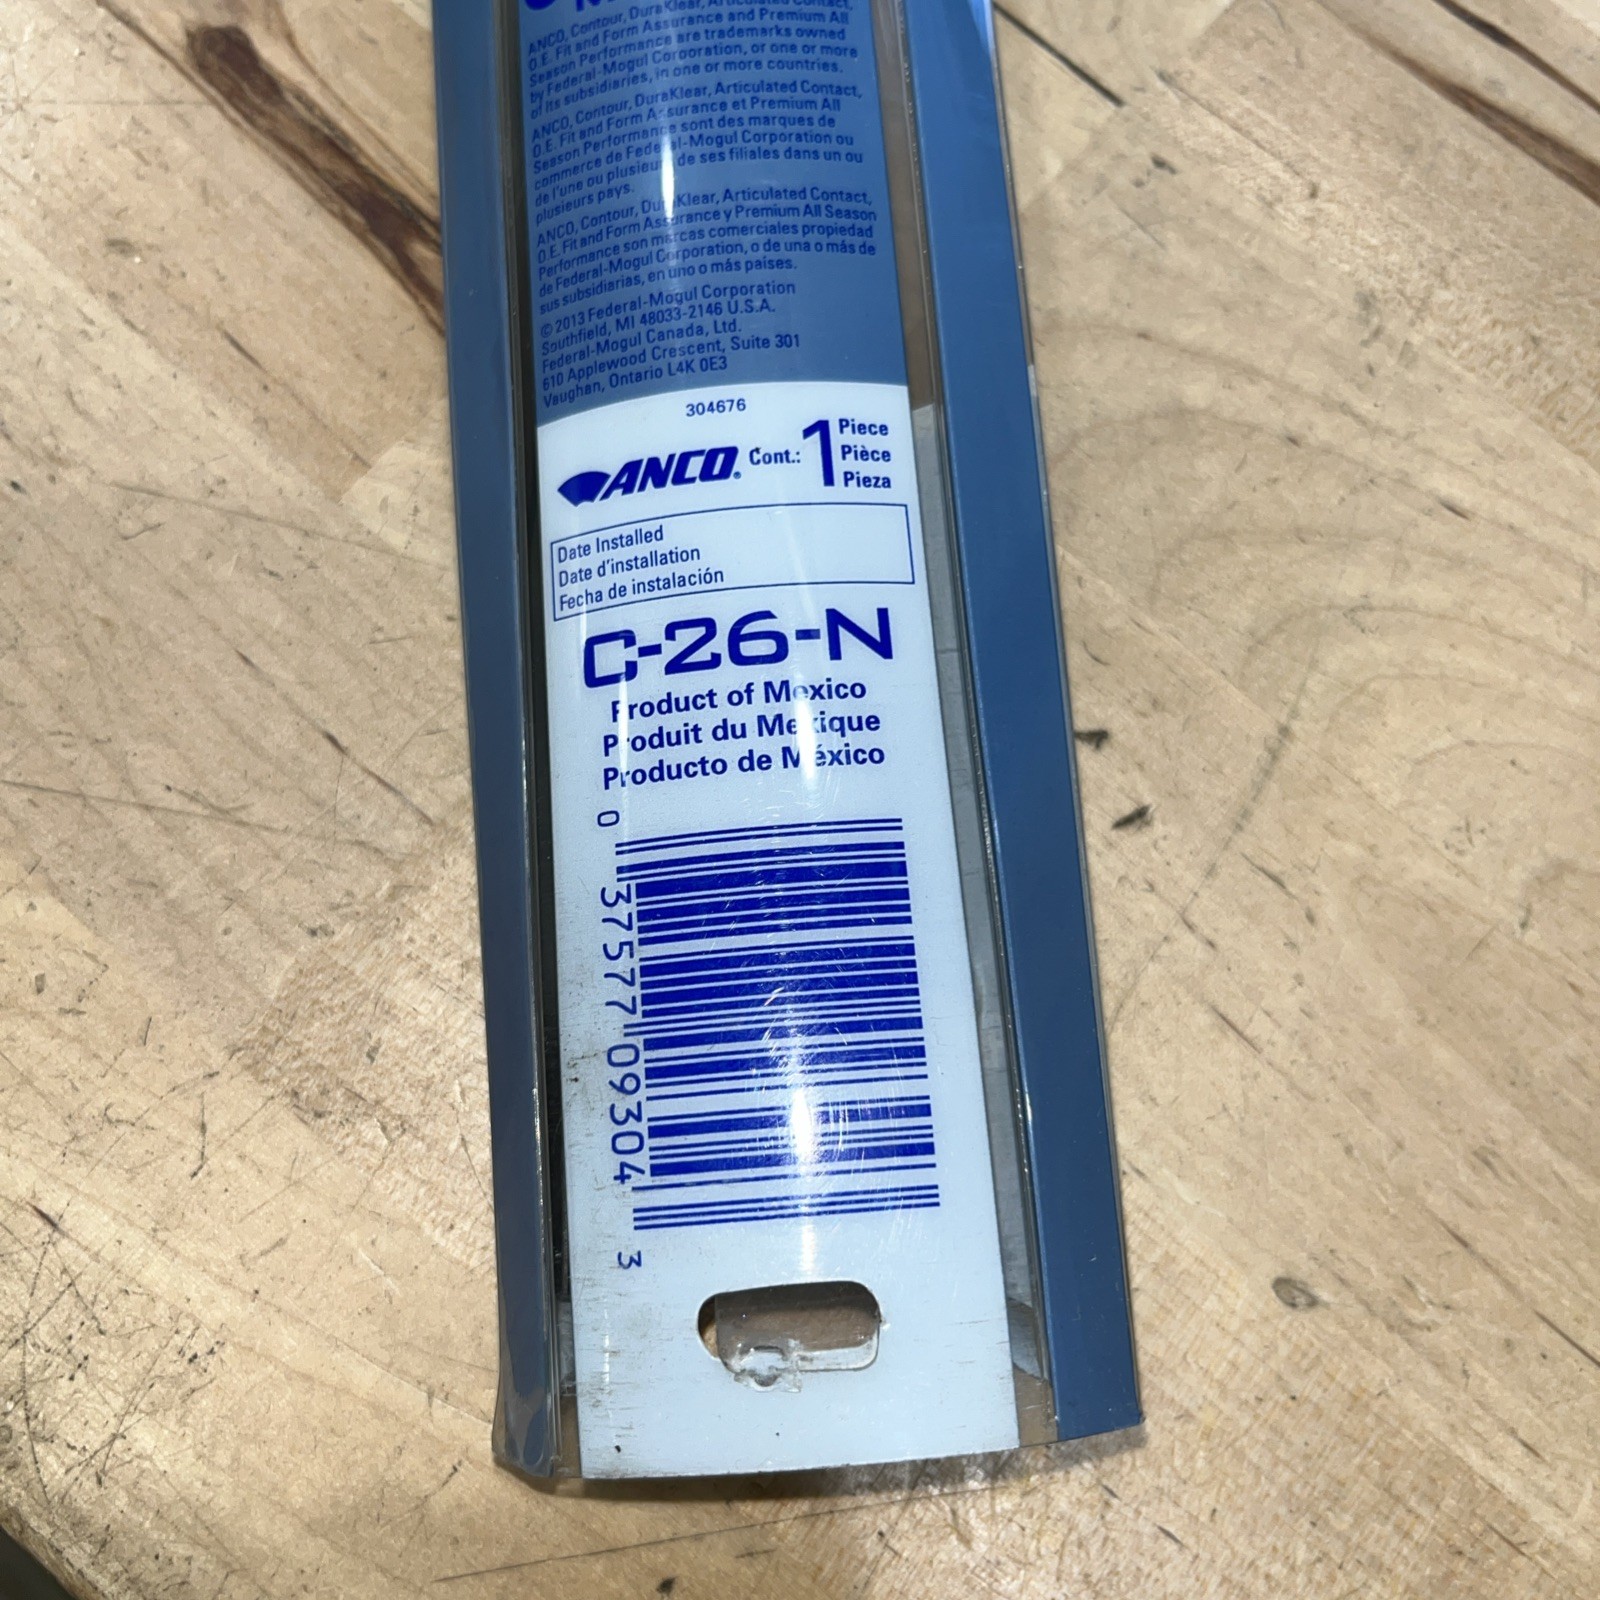 ANCO, Contour, DuraKlear, Articulated Contact,
O.E. Fit and Form Assurance and Premium All
Season Performance are trademarks owned
by Federal-Mogul Corporation, or one or more
of its subsidiaries, in one or more countries.
ANCO, Contour, DuraKlear, Articulated Contact,
O.E. Fit and Form Assurance et Premium All
Season Performance sont des marques de
commerce de Federal-Mogul Corporation ou
de l'une ou plusieurs de ses filiales dans un ou
plusieurs pays.
ANCO, Contour, DuraKlear, Articulated Contact,
O.E. Fit and Form Assurance y Premium All Season
Performance son marcas comerciales propiedad
de Federal-Mogul Corporation, o de una o más de
sus subsidiarias, en uno o más países.
© 2013 Federal-Mogul Corporation
Southfield, MI 48033-2146 U.S.A.
Federal-Mogul Canada, Ltd.
610 Applewood Crescent, Suite 301
Vaughan, Ontario L4K 0E3
304676
ANCO® Cont.: 1 Piece
Pièce
Pieza
Date Installed
Date d'installation
Fecha de instalación
C-26-N
Product of Mexico
Produit du Mexique
Producto de México
0 37577 09304 3